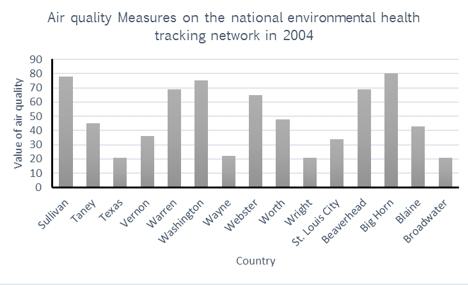 Air quality Measures on the national environmental health
tracking network in 2004
Value of air quality
90
80
70
60
50
40
30
20
10
0
Sullivan
Taney
Texas
Vernon
Warren
Washington
Wayne
Webster
Worth
Wright
St. Louis City
Beaverhead
Big Horn
Blaine
Broadwater
Country